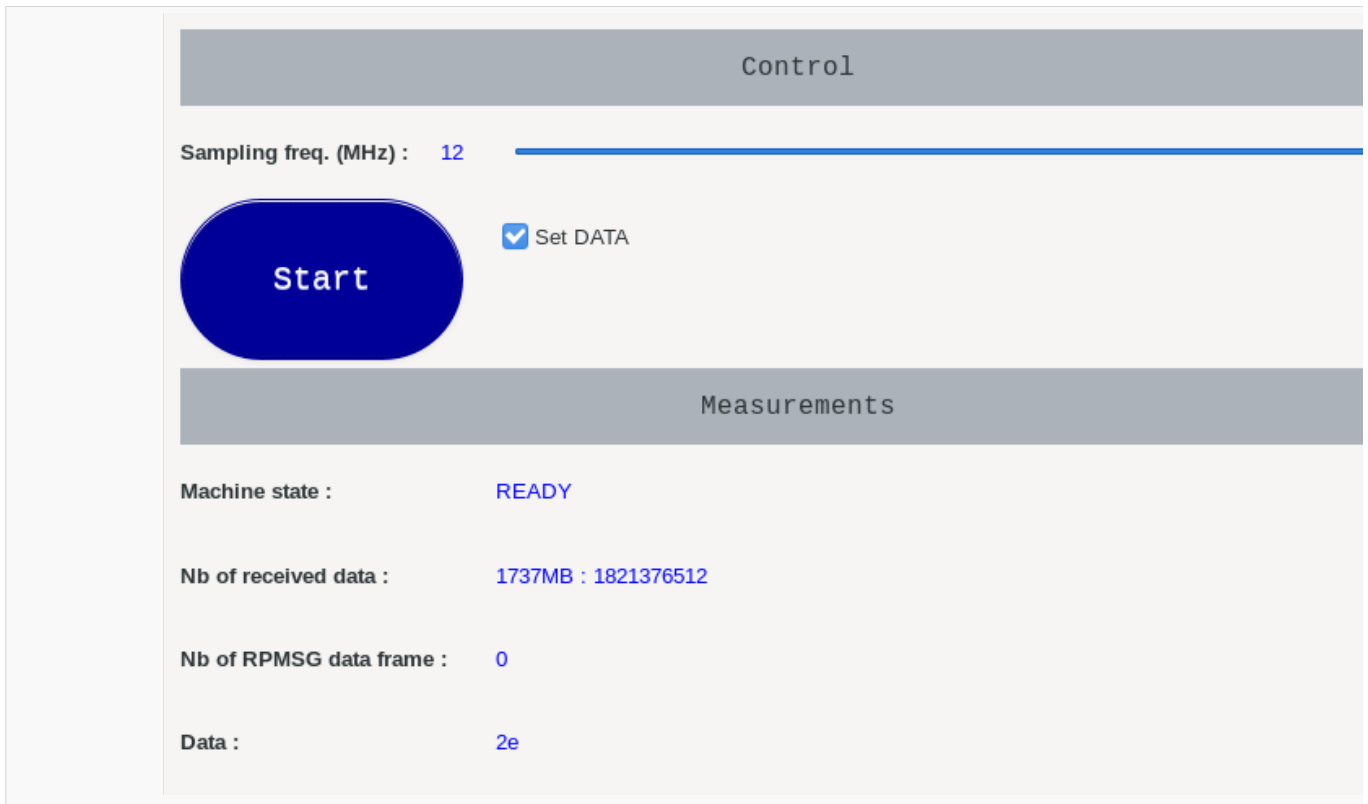 Control
Sampling freq. (MHz) : 12
Set DATA
Start
Measurements
Machine state : READY
Nb of received data : 1737MB : 1821376512
Nb of RPMSG data frame : 0
Data : 2e